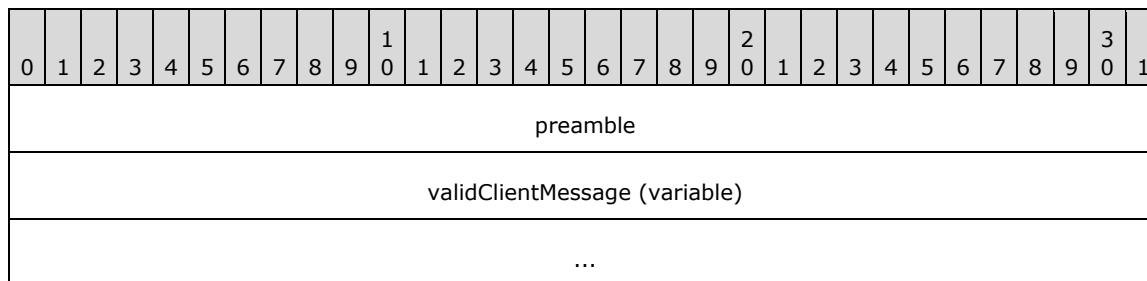 0 1 2 3 4 5 6 7 8 9 1 0 1 2 3 4 5 6 7 8 9 2 0 1 2 3 4 5 6 7 8 9 3 0 1
preamble
validClientMessage (variable)
...